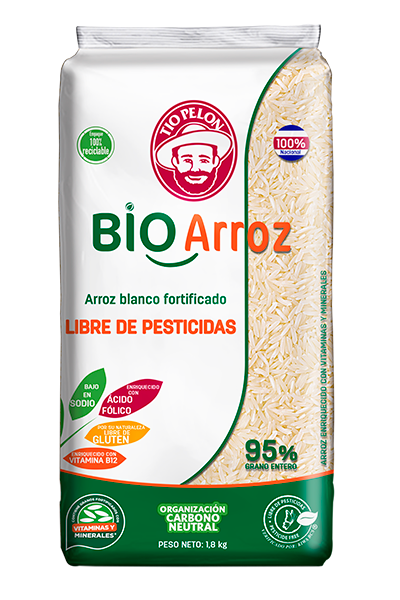 TIO PELON
Empaque
100%
reciclable
100%
Nacional
BIO Arroz
Arroz blanco fortificado
LIBRE DE PESTICIDAS
BAJO
EN
SODIO
ENRIQUECIDO
CON
ÁCIDO
FÓLICO
POR SU NATURALEZA
LIBRE DE
GLUTEN
ENRIQUECIDO CON
VITAMINA B12
95%
GRANO ENTERO
ARROZ ENRIQUECIDO CON VITAMINAS Y MINERALES
VITAMINAS Y
MINERALES
ORGANIZACIÓN
CARBONO
NEUTRAL
PESO NETO: 1,8 kg
LIBRE DE PESTICIDAS
PESTICIDE FREE